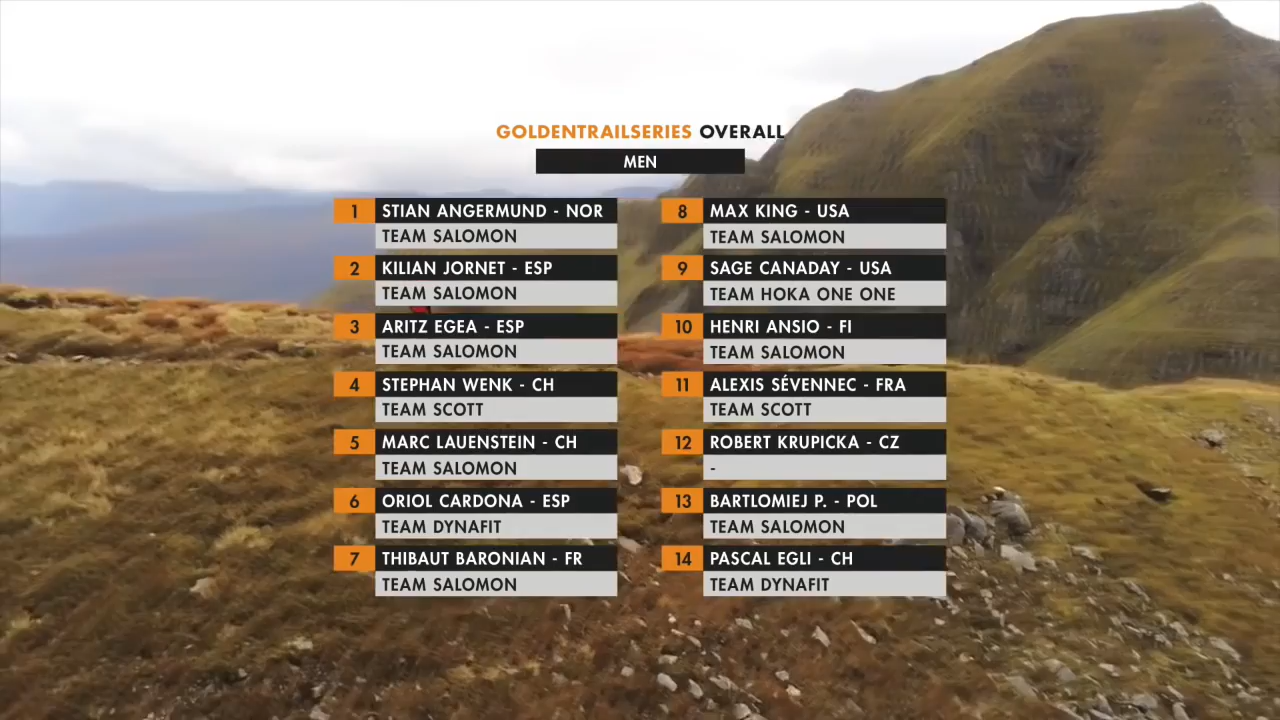 GOLDENTRAILSERIES OVERALL
MEN
1 STIAN ANGERMUND - NOR
TEAM SALOMON
2 KILIAN JORNET - ESP
TEAM SALOMON
3 ARITZ EGEA - ESP
TEAM SALOMON
4 STEPHAN WENK - CH
TEAM SCOTT
5 MARC LAUENSTEIN - CH
TEAM SALOMON
6 ORIOL CARDONA - ESP
TEAM DYNAFIT
7 THIBAUT BARONIAN - FR
TEAM SALOMON
8 MAX KING - USA
TEAM SALOMON
9 SAGE CANADAY - USA
TEAM HOKA ONE ONE
10 HENRI ANSIO - FI
TEAM SALOMON
11 ALEXIS SÉVENNEC - FRA
TEAM SCOTT
12 ROBERT KRUPICKA - CZ
-
13 BARTLOMIEJ P. - POL
TEAM SALOMON
14 PASCAL EGLI - CH
TEAM DYNAFIT